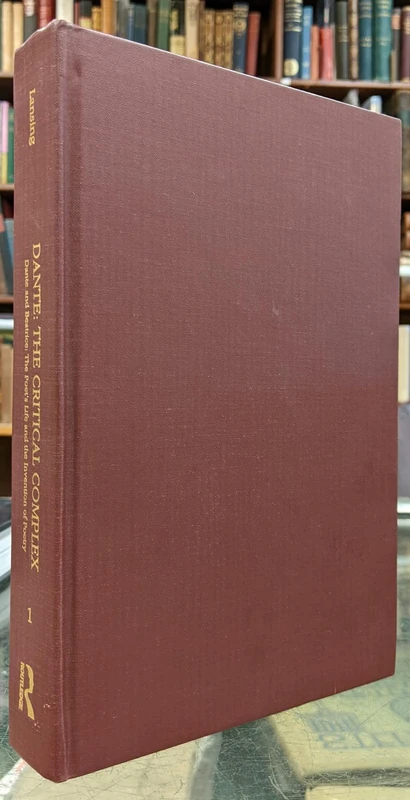 Lansing
DANTE: THE CRITICAL COMPLEX
Dante and Beatrice: The Poet's Life and the Invention of Poetry
1
ROUTLEDGE